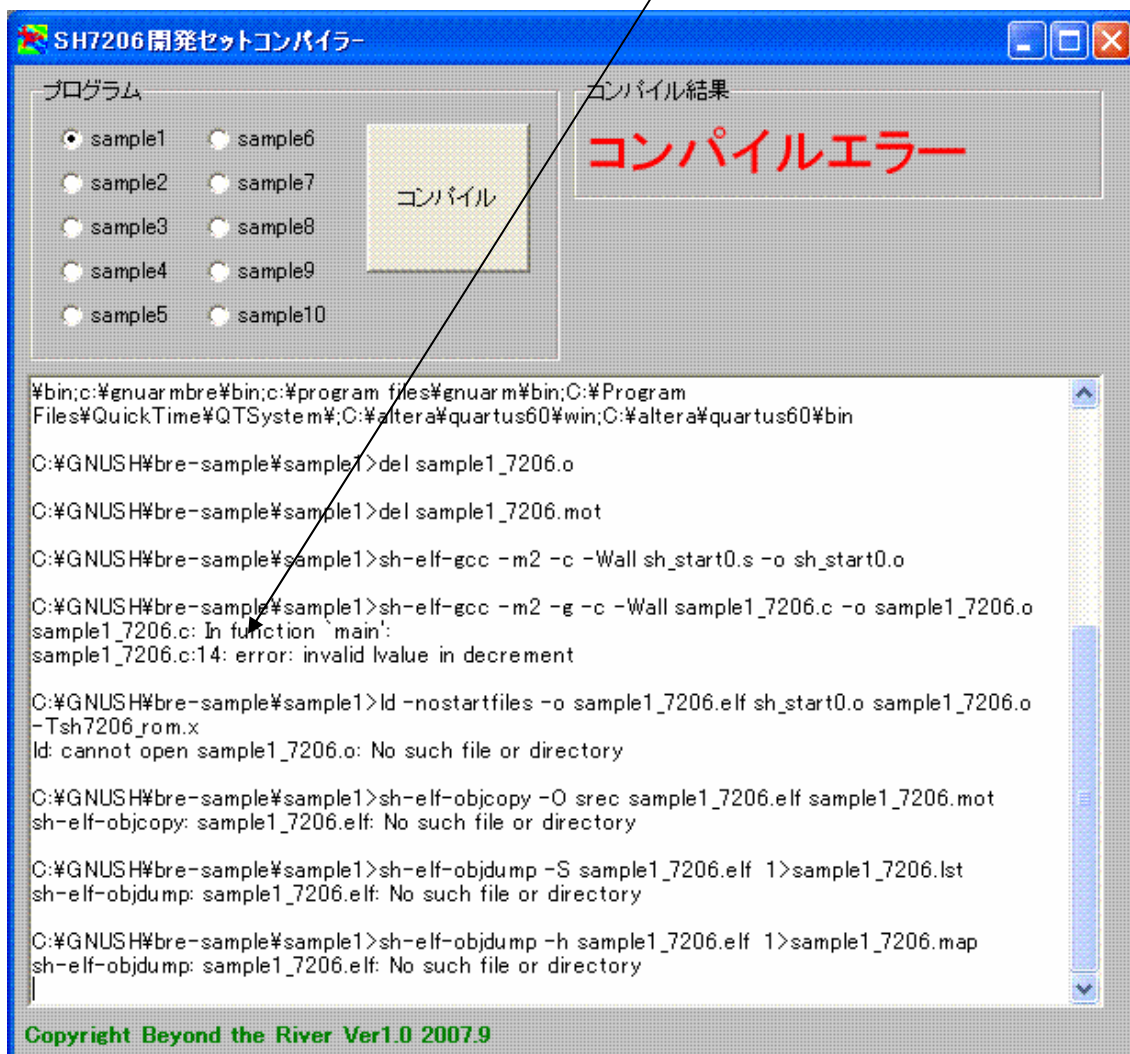 SH7206開発セットコンパイラー
プログラム
sample1
sample2
sample3
sample4
sample5
sample6
sample7
sample8
sample9
sample10
コンパイル
コンパイル結果
コンパイルエラー
¥bin;c:¥gnuarmbre¥bin;c:¥program files¥gnuarm¥bin;C:¥Program
Files¥QuickTime¥QTSystem¥;C:¥altera¥quartus60¥win;C:¥altera¥quartus60¥bin
C:¥GNUSH¥bre-sample¥sample1>del sample1_7206.o
C:¥GNUSH¥bre-sample¥sample1>del sample1_7206.mot
C:¥GNUSH¥bre-sample¥sample1>sh-elf-gcc -m2 -c -Wall sh_start0.s -o sh_start0.o
C:¥GNUSH¥bre-sample¥sample1>sh-elf-gcc -m2 -g -c -Wall sample1_7206.c -o sample1_7206.o
sample1_7206.c: In function `main':
sample1_7206.c:14: error: invalid lvalue in decrement
C:¥GNUSH¥bre-sample¥sample1>ld -nostartfiles -o sample1_7206.elf sh_start0.o sample1_7206.o
-Tsh7206_rom.x
ld: cannot open sample1_7206.o: No such file or directory
C:¥GNUSH¥bre-sample¥sample1>sh-elf-objcopy -O srec sample1_7206.elf sample1_7206.mot
sh-elf-objcopy: sample1_7206.elf: No such file or directory
C:¥GNUSH¥bre-sample¥sample1>sh-elf-objdump -S sample1_7206.elf  1>sample1_7206.lst
sh-elf-objdump: sample1_7206.elf: No such file or directory
C:¥GNUSH¥bre-sample¥sample1>sh-elf-objdump -h sample1_7206.elf  1>sample1_7206.map
sh-elf-objdump: sample1_7206.elf: No such file or directory
Copyright Beyond the River Ver1.0 2007.9